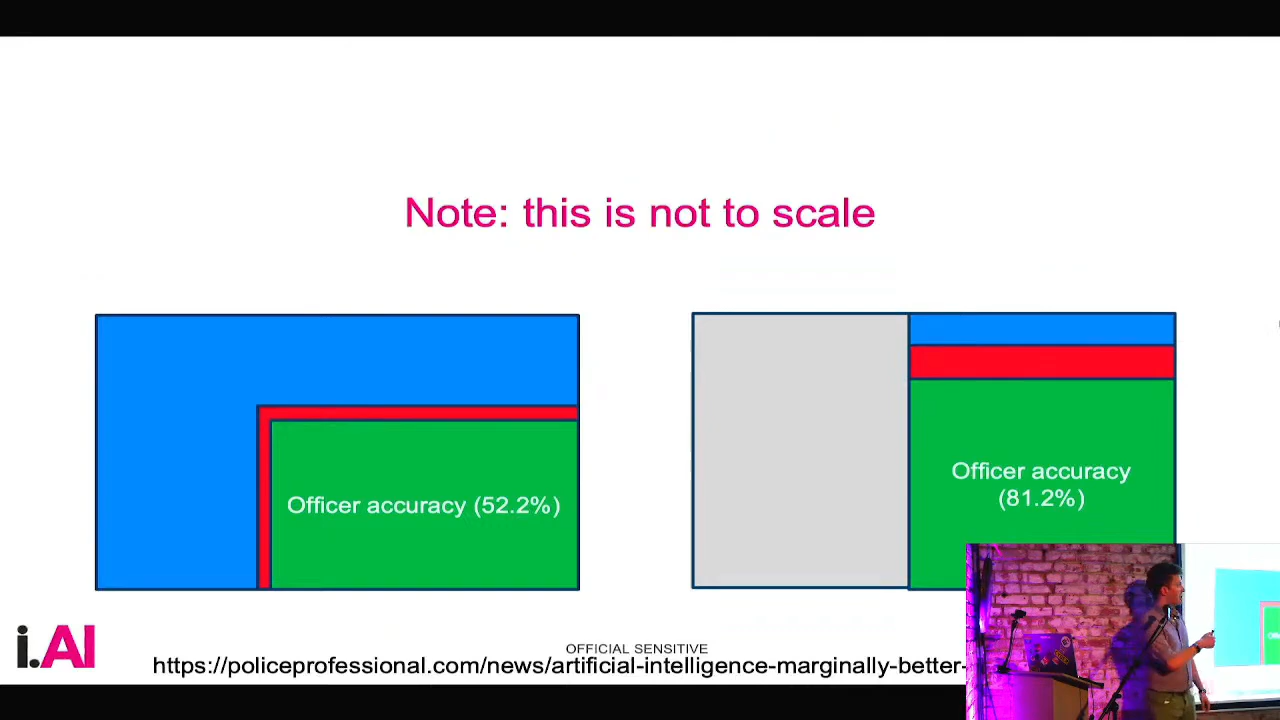 Note: this is not to scale
Officer accuracy (52.2%)
Officer accuracy
(81.2%)
i.AI
OFFICIAL SENSITIVE
https://policeprofessional.com/news/artificial-intelligence-marginally-better-